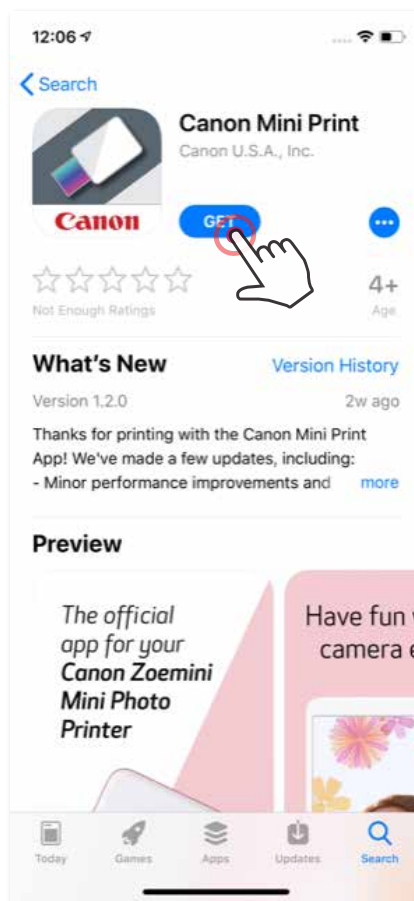 12:06
Search
Canon Mini Print
Canon U.S.A., Inc.
Canon
GET
Not Enough Ratings
4+
Age
What's New
Version History
Version 1.2.0
2w ago
Thanks for printing with the Canon Mini Print
App! We've made a few updates, including:
- Minor performance improvements and more
Preview
The official
app for your
Canon Zoemini
Mini Photo
Printer
Have fun
camera e
Today
Games
Apps
Updates
Search